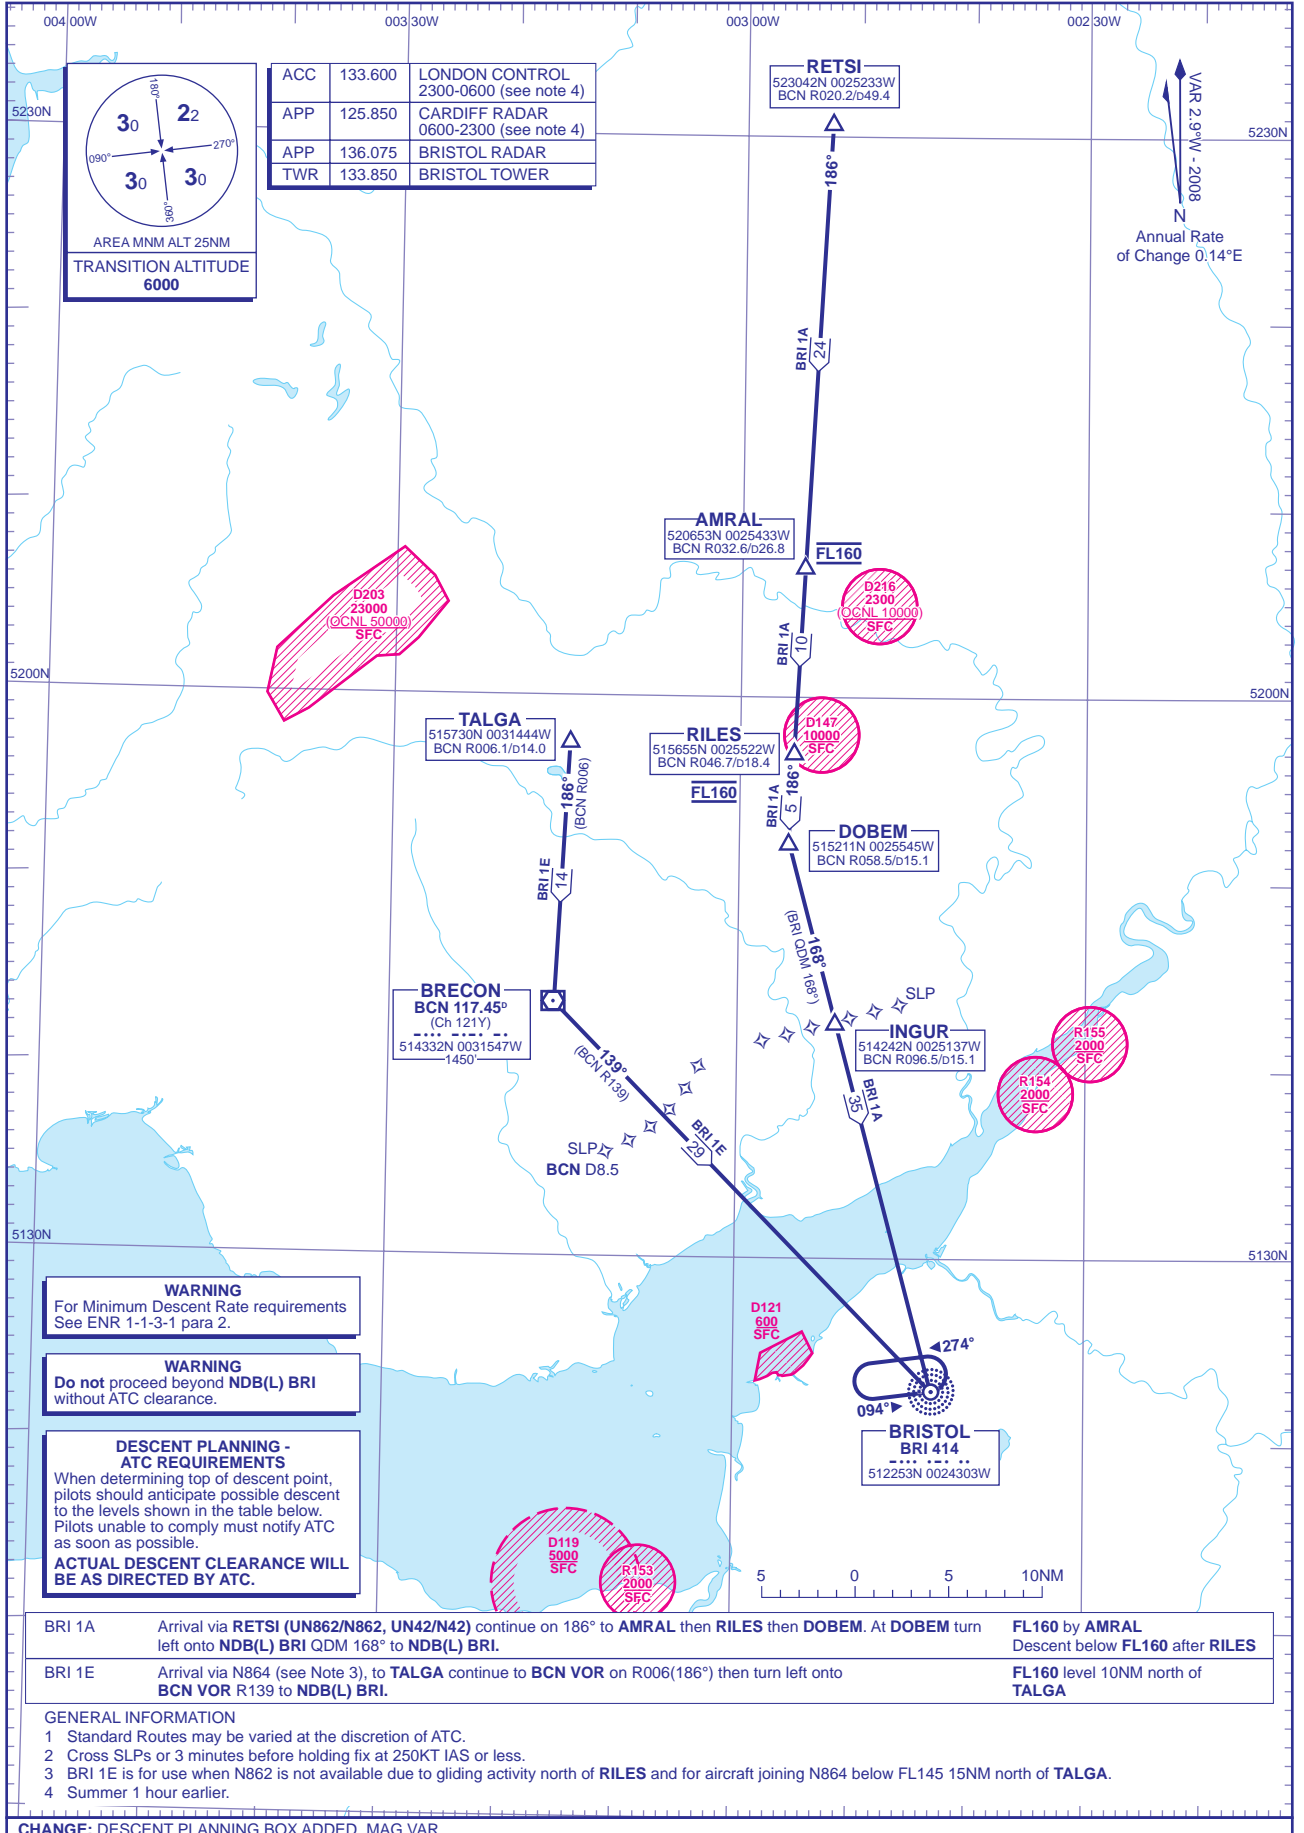 004 00W
003 30W
003 00W
002 30W
180°
30
22
090°
270°
30
30
360°
AREA MNM ALT 25NM
TRANSITION ALTITUDE
6000
ACC 133.600 LONDON CONTROL
2300-0600 (see note 4)
APP 125.850 CARDIFF RADAR
0600-2300 (see note 4)
APP 136.075 BRISTOL RADAR
TWR 133.850 BRISTOL TOWER
RETSI
523042N 0025233W
BCN R020.2/D49.4
VAR 2.9°W - 2008
N
Annual Rate
of Change 0.14°E
5230N
5230N
186°
BRI 1A
24
AMRAL
520653N 0025433W
BCN R032.6/D26.8
FL160
D203
23000
(OCNL 50000)
SFC
D216
2300
(OCNL 10000)
SFC
BRI 1A
10
5200N
5200N
TALGA
515730N 0031444W
BCN R006.1/D14.0
RILES
515655N 0025522W
BCN R046.7/D18.4
FL160
D147
10000
SFC
186°
(BCN R006)
BRI 1A
5
186°
DOBEM
515211N 0025545W
BCN R058.5/D15.1
BRI 1E
14
168°
(BRI QDM 168°)
BRECON
BCN 117.45D
(Ch 121Y)
514332N 0031547W
1450'
SLP
INGUR
514242N 0025137W
BCN R096.5/D15.1
R155
2000
SFC
R154
2000
SFC
139°
(BCN R139)
BRI 1A
35
BRI 1E
29
SLP
BCN D8.5
5130N
5130N
WARNING
For Minimum Descent Rate requirements
See ENR 1-1-3-1 para 2.
D121
600
SFC
274°
094°
WARNING
Do not proceed beyond NDB(L) BRI
without ATC clearance.
BRISTOL
BRI 414
512253N 0024303W
DESCENT PLANNING -
ATC REQUIREMENTS
When determining top of descent point,
pilots should anticipate possible descent
to the levels shown in the table below.
Pilots unable to comply must notify ATC
as soon as possible.
ACTUAL DESCENT CLEARANCE WILL
BE AS DIRECTED BY ATC.
D119
5000
SFC
R153
2000
SFC
5 0 5 10NM
BRI 1A Arrival via RETSI (UN862/N862, UN42/N42) continue on 186° to AMRAL then RILES then DOBEM. At DOBEM turn FL160 by AMRAL
left onto NDB(L) BRI QDM 168° to NDB(L) BRI. Descent below FL160 after RILES
BRI 1E Arrival via N864 (see Note 3), to TALGA continue to BCN VOR on R006(186°) then turn left onto FL160 level 10NM north of
BCN VOR R139 to NDB(L) BRI. TALGA
GENERAL INFORMATION
1 Standard Routes may be varied at the discretion of ATC.
2 Cross SLPs or 3 minutes before holding fix at 250KT IAS or less.
3 BRI 1E is for use when N862 is not available due to gliding activity north of RILES and for aircraft joining N864 below FL145 15NM north of TALGA.
4 Summer 1 hour earlier.
CHANGE: DESCENT PLANNING BOX ADDED. MAG VAR.